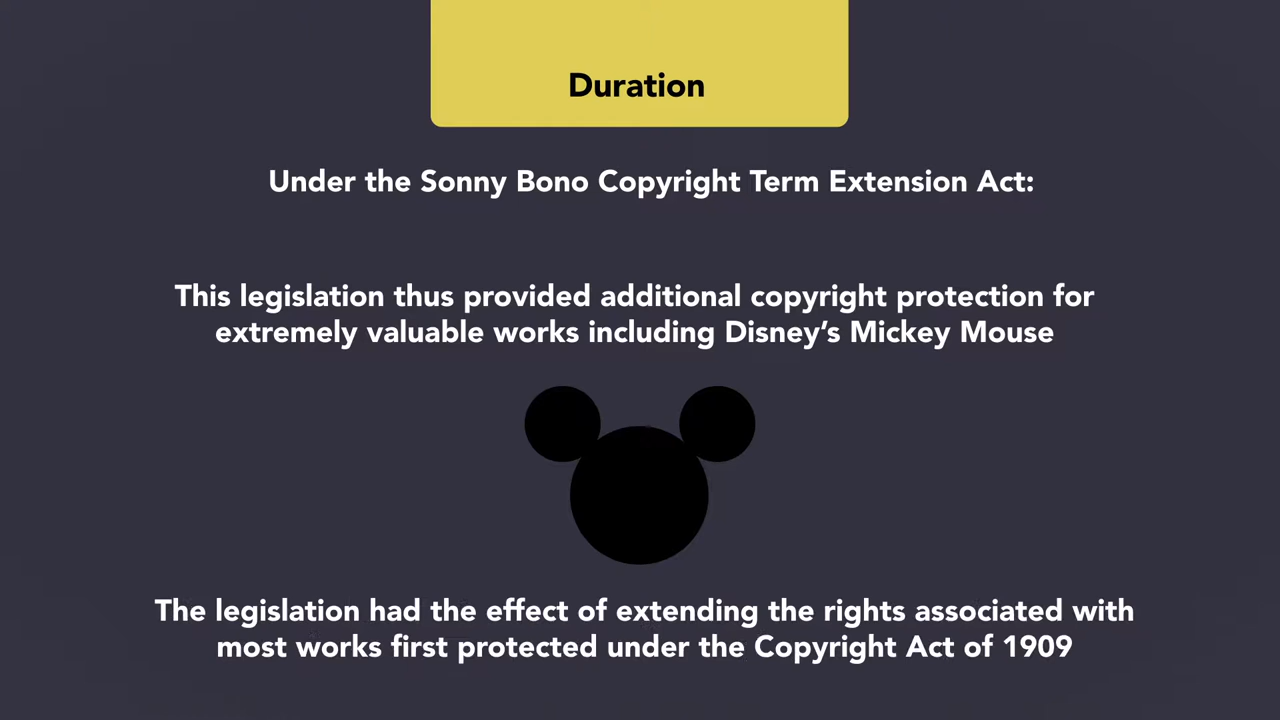 Duration
Under the Sonny Bono Copyright Term Extension Act:
This legislation thus provided additional copyright protection for
extremely valuable works including Disney’s Mickey Mouse
The legislation had the effect of extending the rights associated with
most works first protected under the Copyright Act of 1909